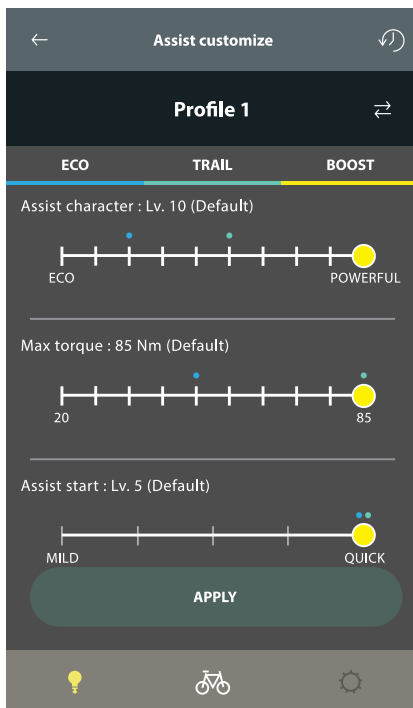 Assist customize
Profile 1
ECO TRAIL BOOST
Assist character : Lv. 10 (Default)
ECO POWERFUL
Max torque : 85 Nm (Default)
20 85
Assist start : Lv. 5 (Default)
MILD QUICK
APPLY